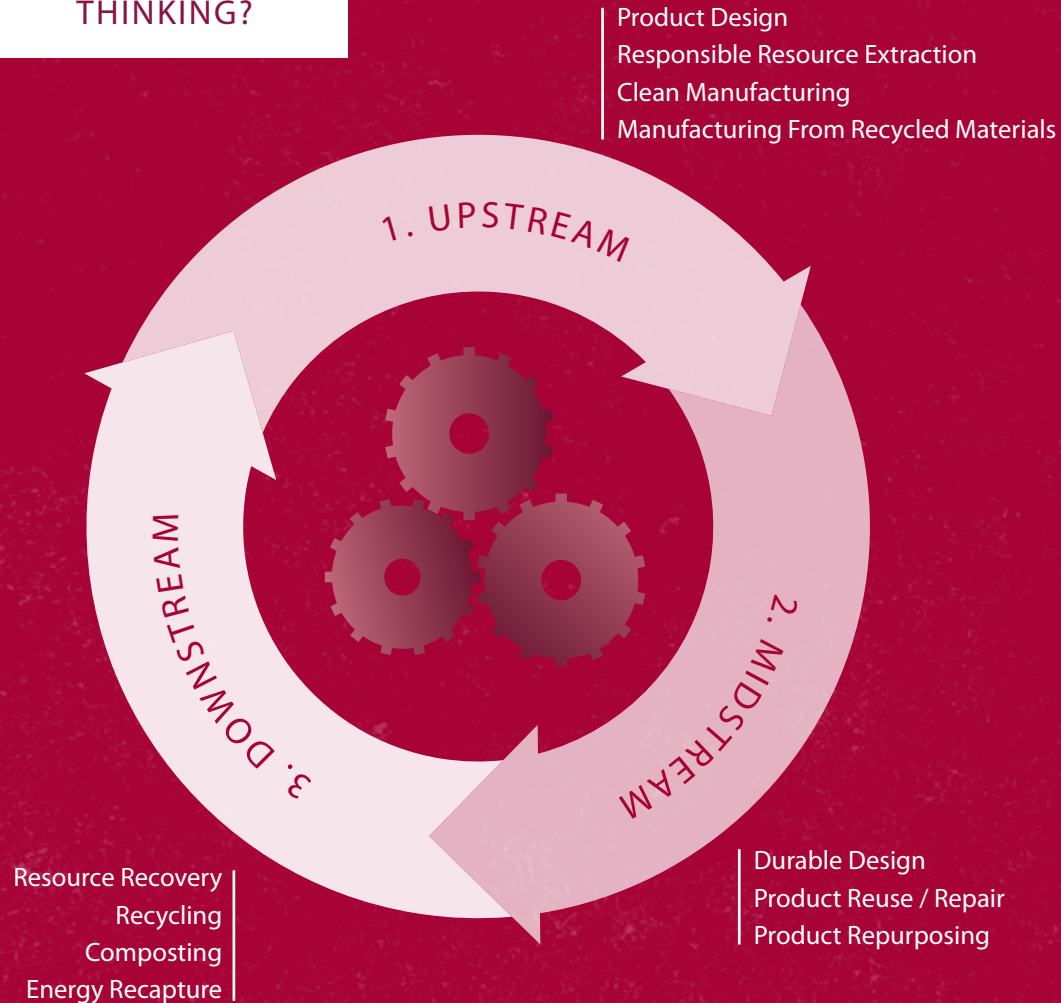 THINKING?
Product Design
Responsible Resource Extraction
Clean Manufacturing
Manufacturing From Recycled Materials
1. UPSTREAM
2. MIDSTREAM
3. DOWNSTREAM
Durable Design
Product Reuse / Repair
Product Repurposing
Resource Recovery
Recycling
Composting
Energy Recapture